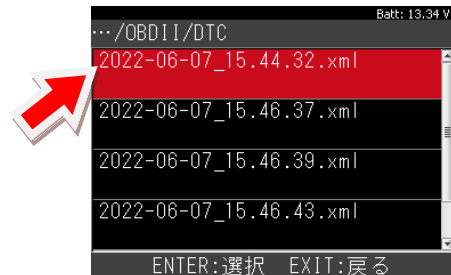 Batt: 13.34 V
…/OBDII/DTC
2022-06-07_15.44.32.xml
2022-06-07_15.46.37.xml
2022-06-07_15.46.39.xml
2022-06-07_15.46.43.xml
ENTER:選択 EXIT:戻る